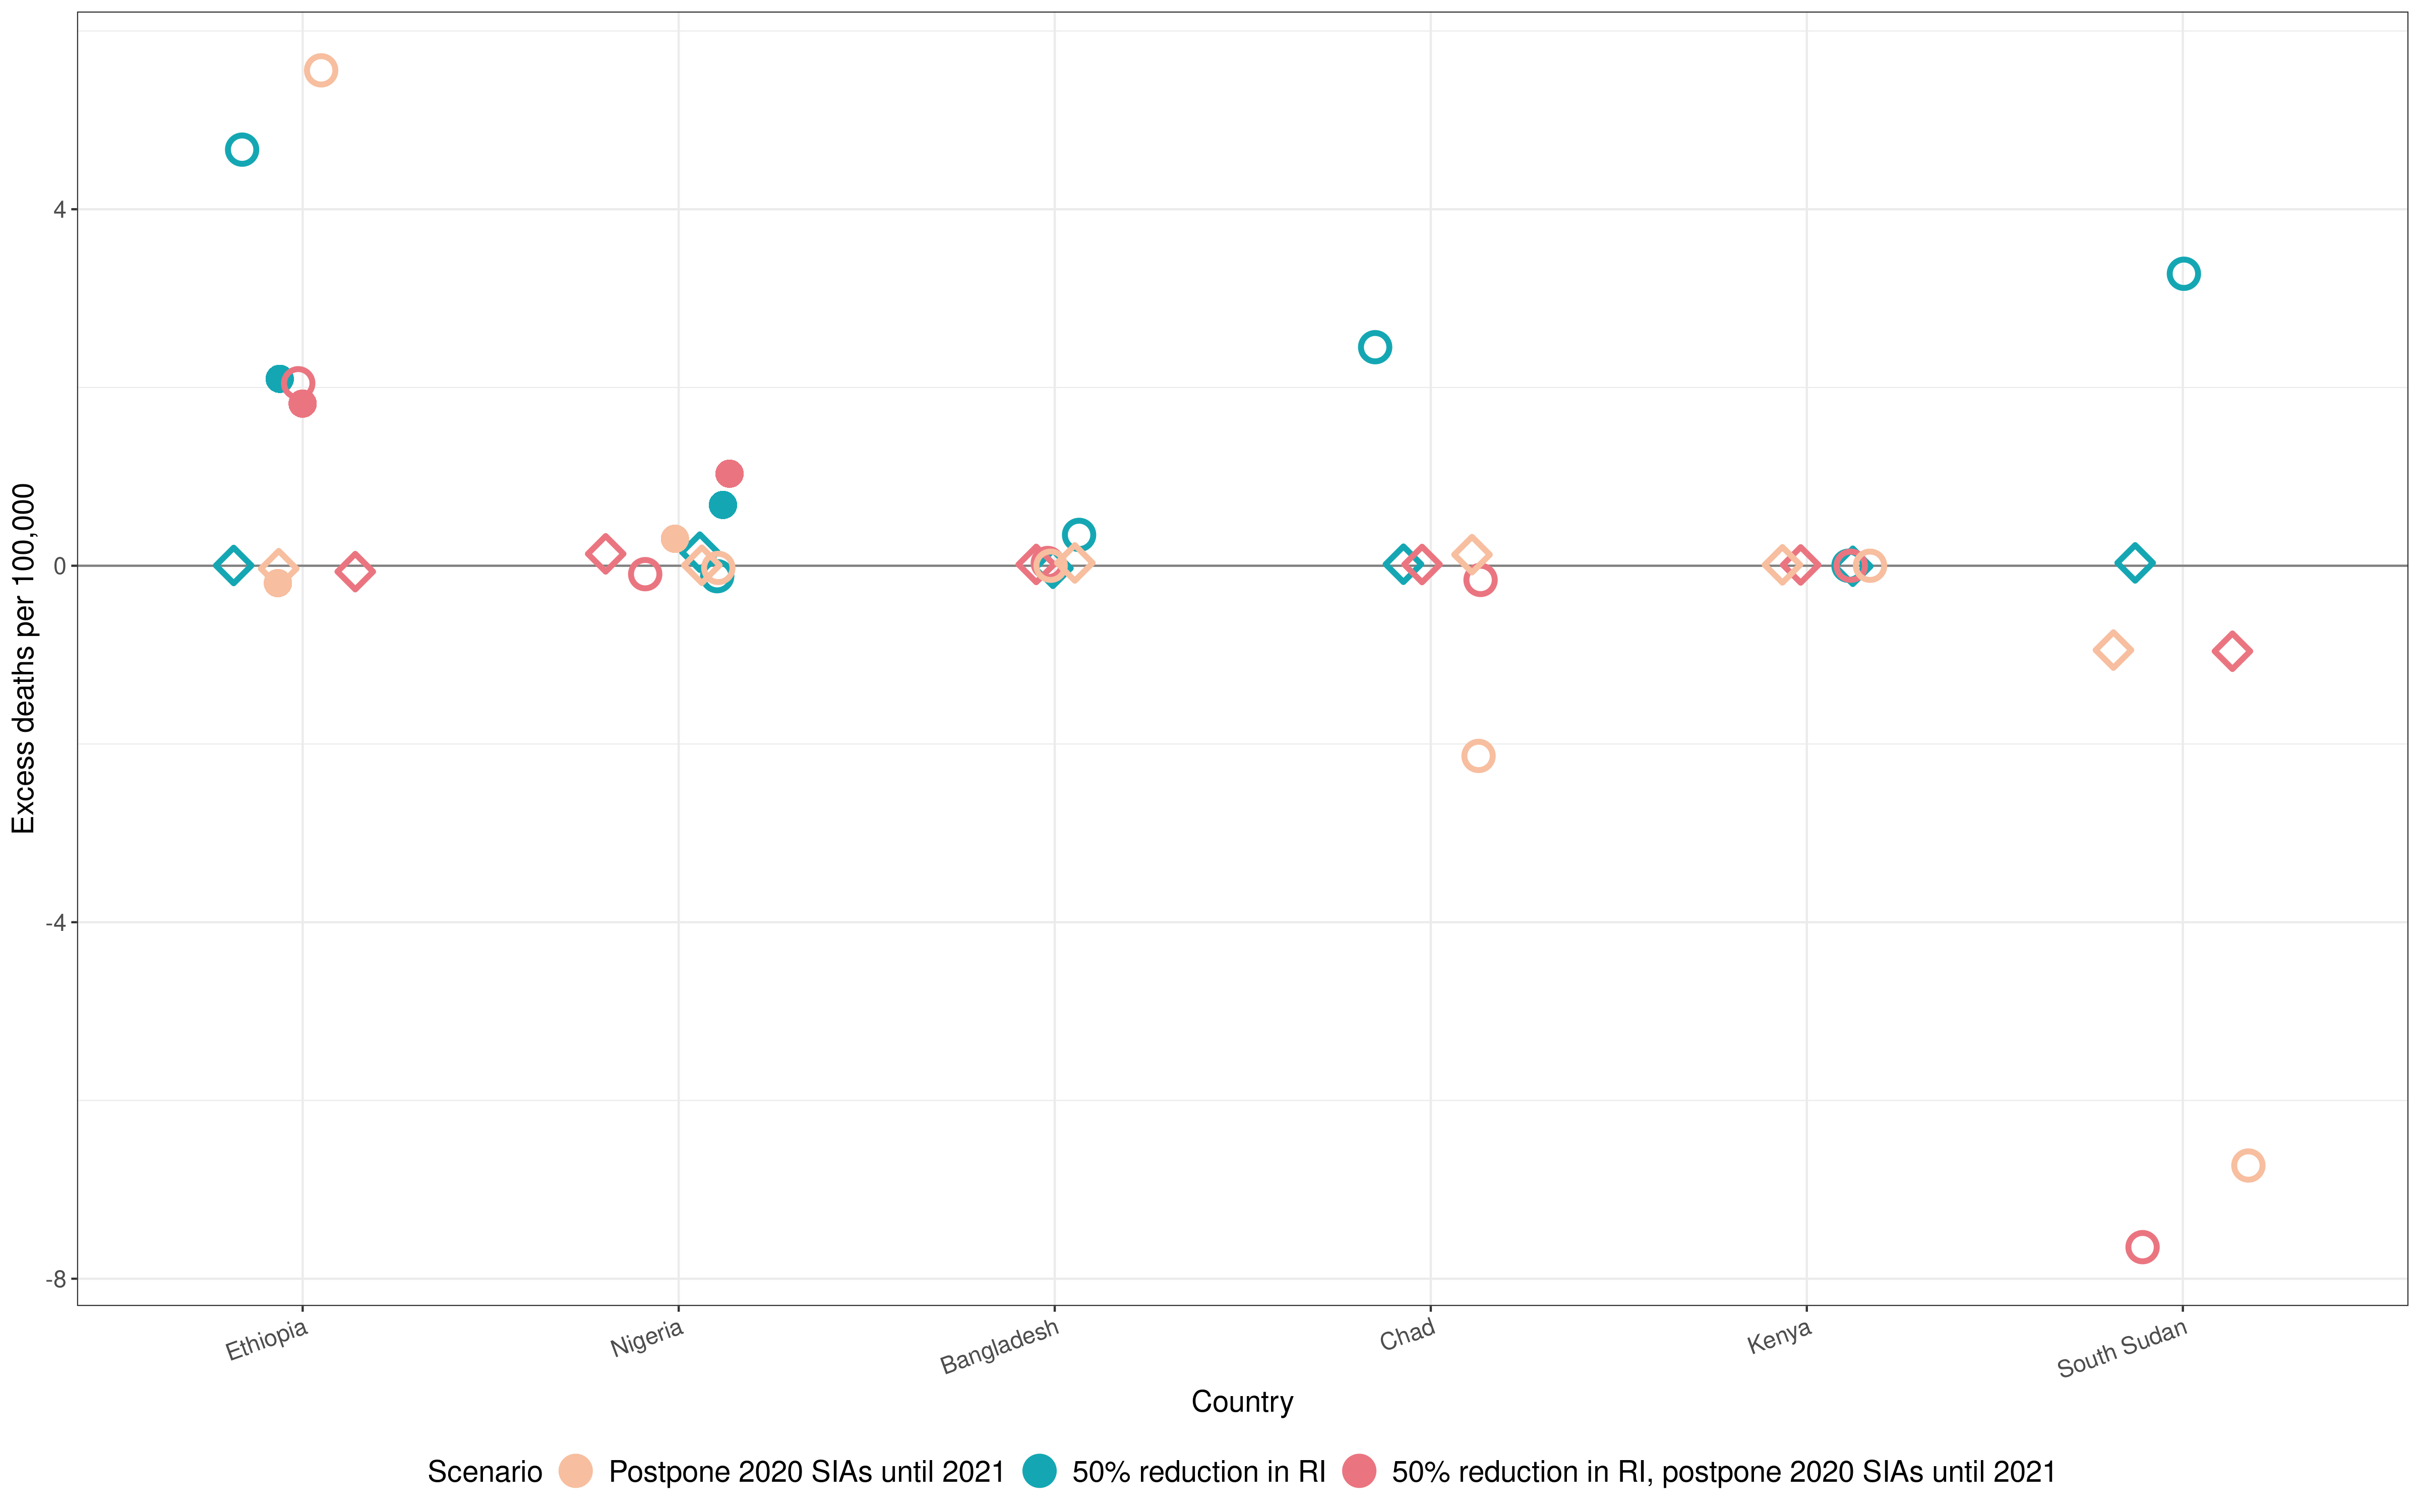 Excess deaths per 100,000
4
0
-4
-8
Ethiopia
Nigeria
Bangladesh
Chad
Kenya
South Sudan
Country
Scenario
Postpone 2020 SIAs until 2021
50% reduction in RI
50% reduction in RI, postpone 2020 SIAs until 2021